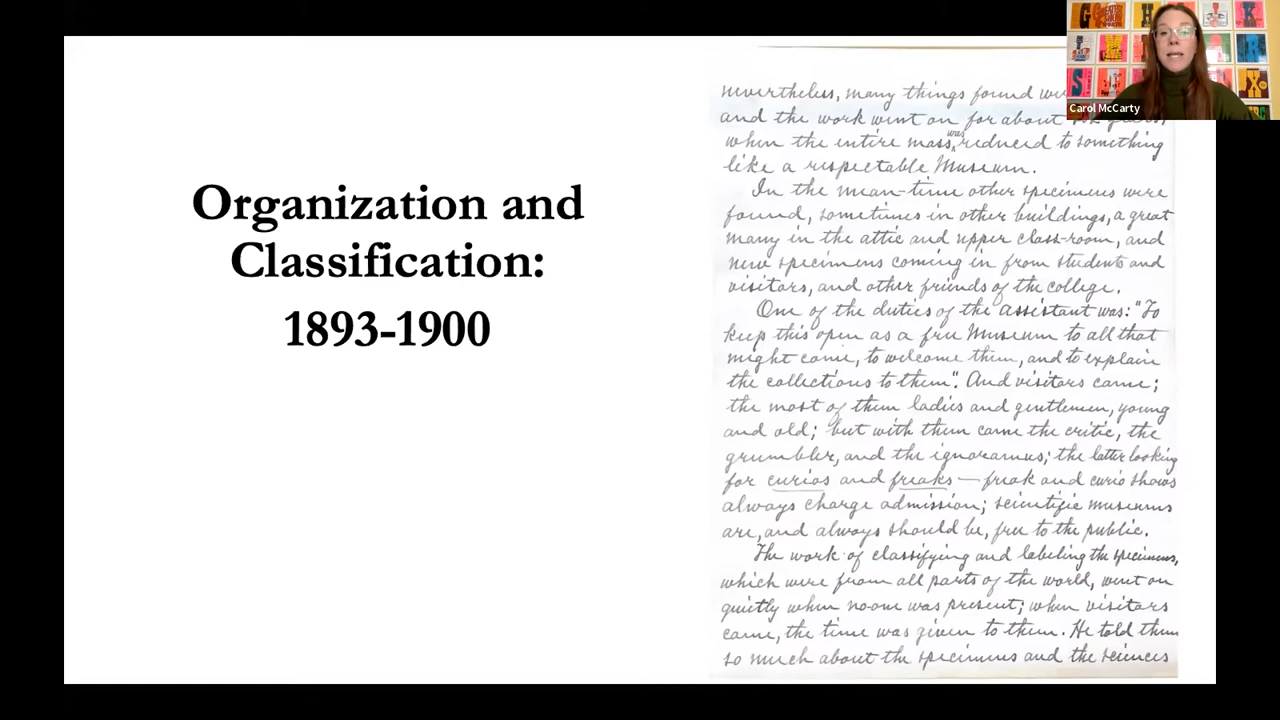 Organization and
Classification:
1893-1900
nevertheless, many things found
and the work went on for about
when the entire mass was reduced to something
like a respectable Museum.
In the mean-time other specimens were
found, sometimes in other buildings, a great
many in the attic and upper class-room, and
new specimens coming in from students and
visitors, and other friends of the college.
One of the duties of the assistant was: "To
keep this open as a free Museum to all that
might come, to welcome them, and to explain
the collections to them". And visitors came;
the most of them ladies and gentlemen, young
and old; but with them came the critic, the
grumbler, and the ignoramus; the latter looking
for curios and freaks — freak and curio shows
always charge admission; scientific museums
are, and always should be, free to the public.
The work of classifying and labeling the specimens,
which were from all parts of the world, went on
quietly when no one was present; when visitors
came, the time was given to them. He told them
so much about the specimens and the sciences
Carol McCarty